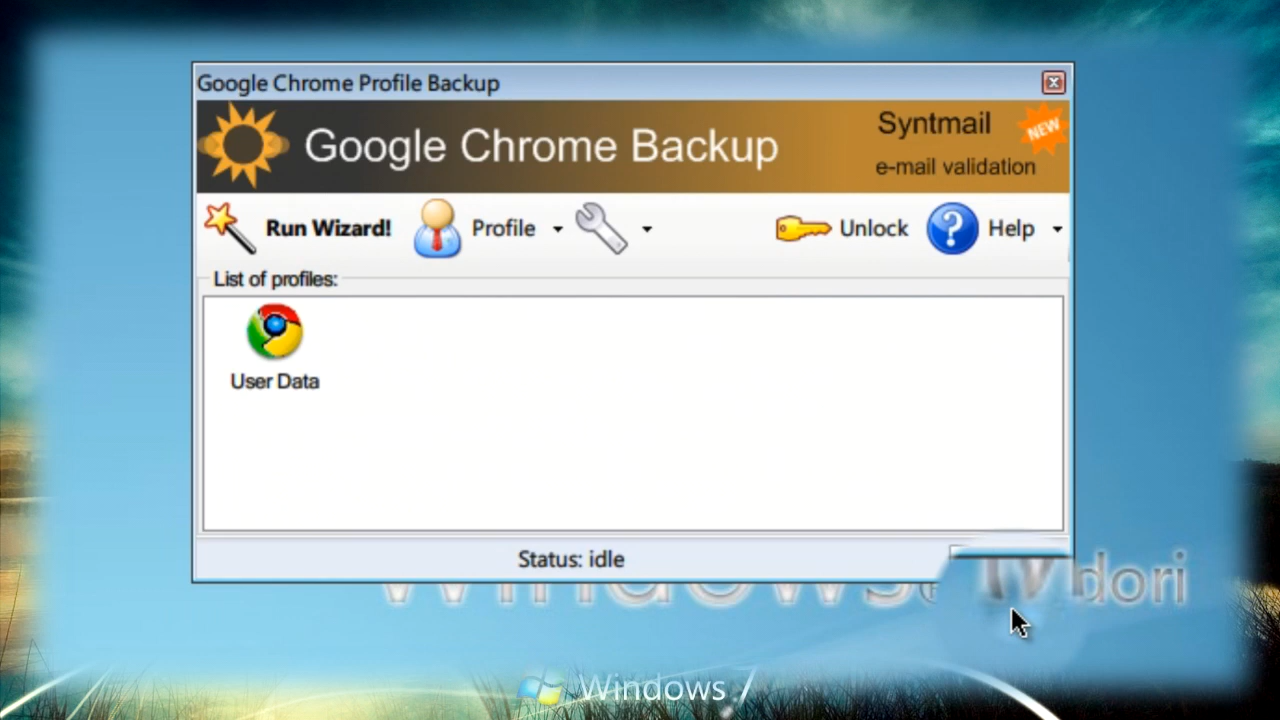 Google Chrome Profile Backup
Google Chrome Backup
Syntmail
NEW
e-mail validation
Run Wizard!
Profile
Unlock
Help
List of profiles:
User Data
Status: idle
dori
Windows 7